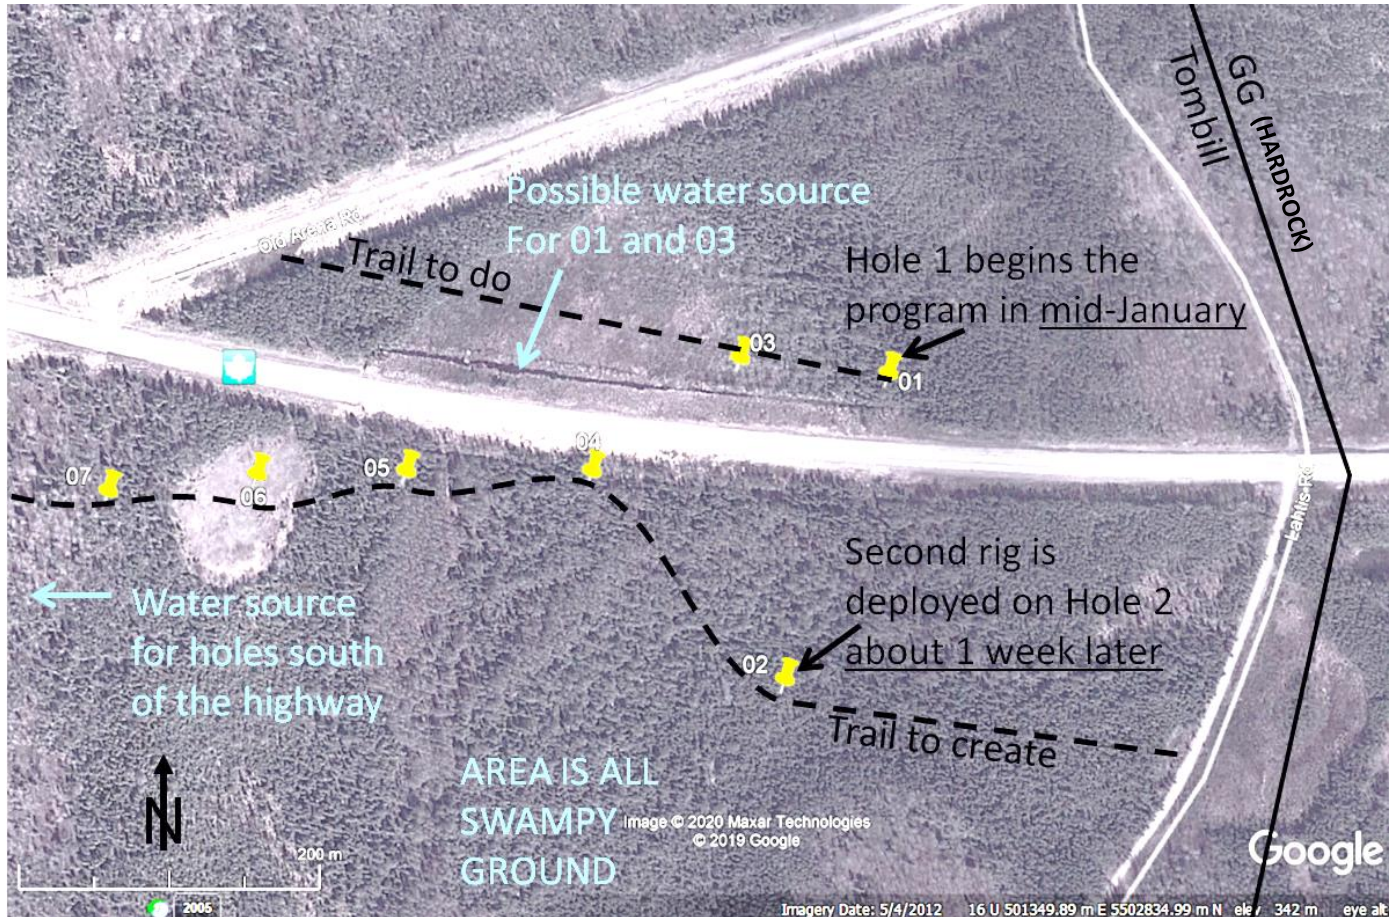 GG (HARDROCK)
Tombill
Possible water source
For 01 and 03
Old Arena Rd
Trail to do
Hole 1 begins the
program in mid-January
03
01
04
05
07
06
Lahtis Rd
Second rig is
deployed on Hole 2
about 1 week later
02
Water source
for holes south
of the highway
Trail to create
AREA IS ALL
SWAMPY
GROUND
N
Image © 2020 Maxar Technologies
© 2019 Google
200 m
Google
2005
Imagery Date: 5/4/2012 16 U 501349.89 m E 5502834.99 m N elev 342 m eye alt